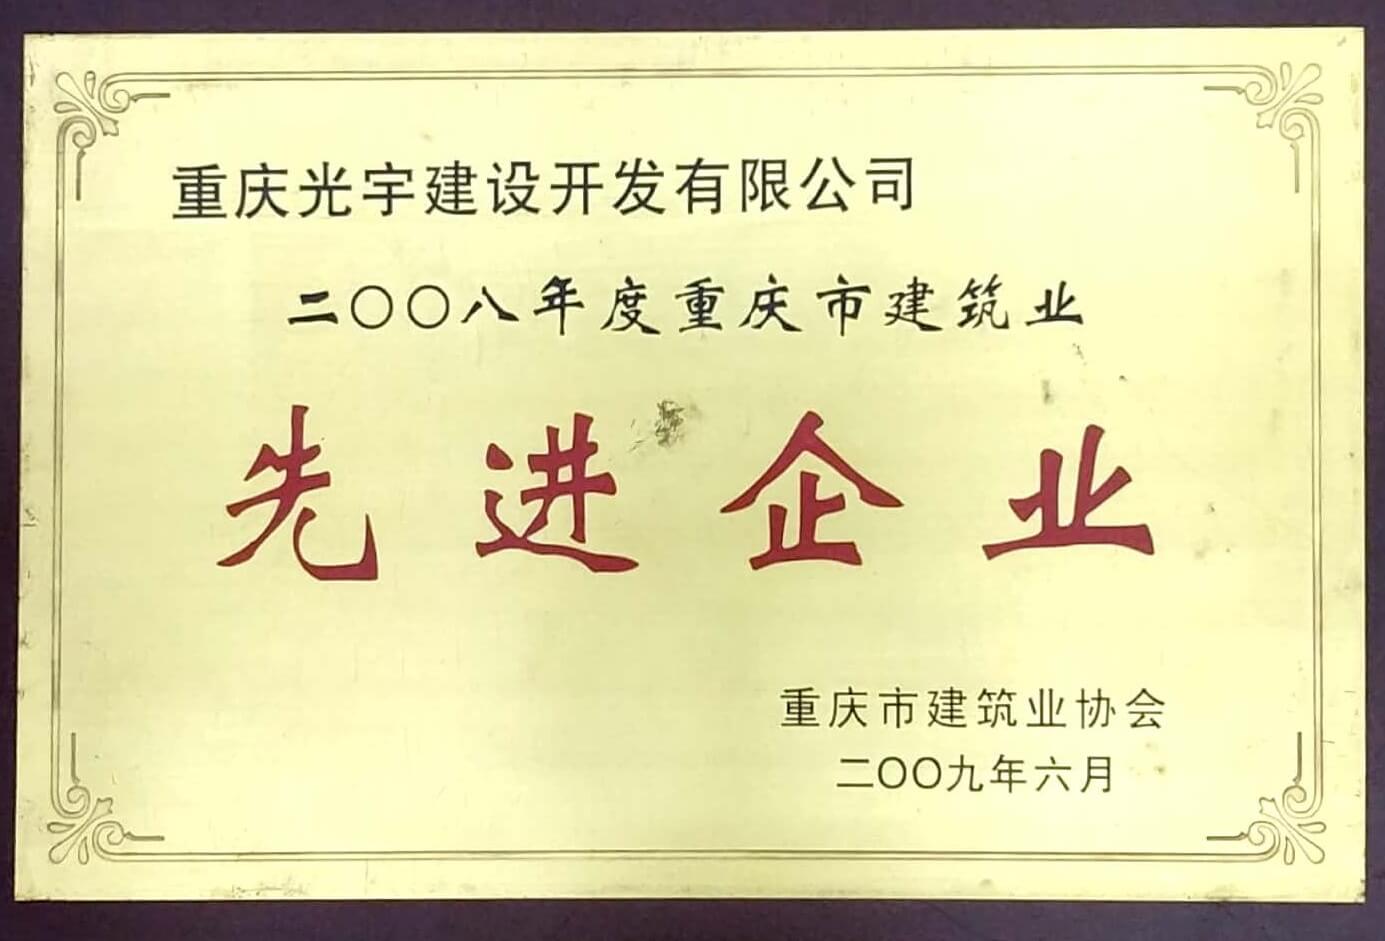 重庆光宇建设开发有限公司
二〇〇八年度重庆市建筑业
先进企业
重庆市建筑业协会
二〇〇九年六月